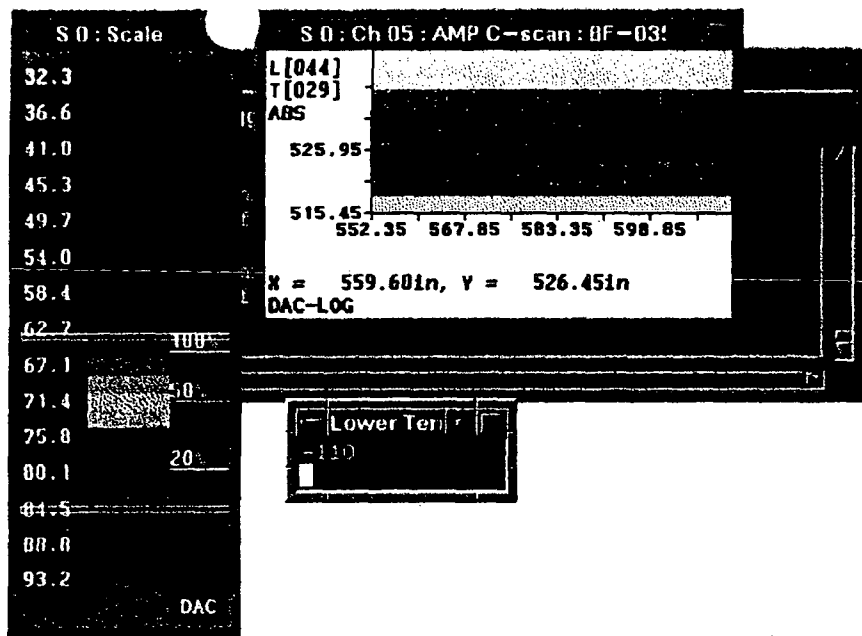 S 0 : Scale
32.3
36.6
41.0
45.3
49.7
54.0
58.4
62.7
67.1
71.4
75.8
80.1
84.5
88.8
93.2
100%
50%
20%
DAC
S 0 : Ch 05 : AMP C-scan : BF-035
L[044]
T[029]
ABS
525.95
515.45
552.35 567.85 583.35 598.85
X = 559.60in, Y = 526.45in
DAC-LOG
Lower Ten
-110